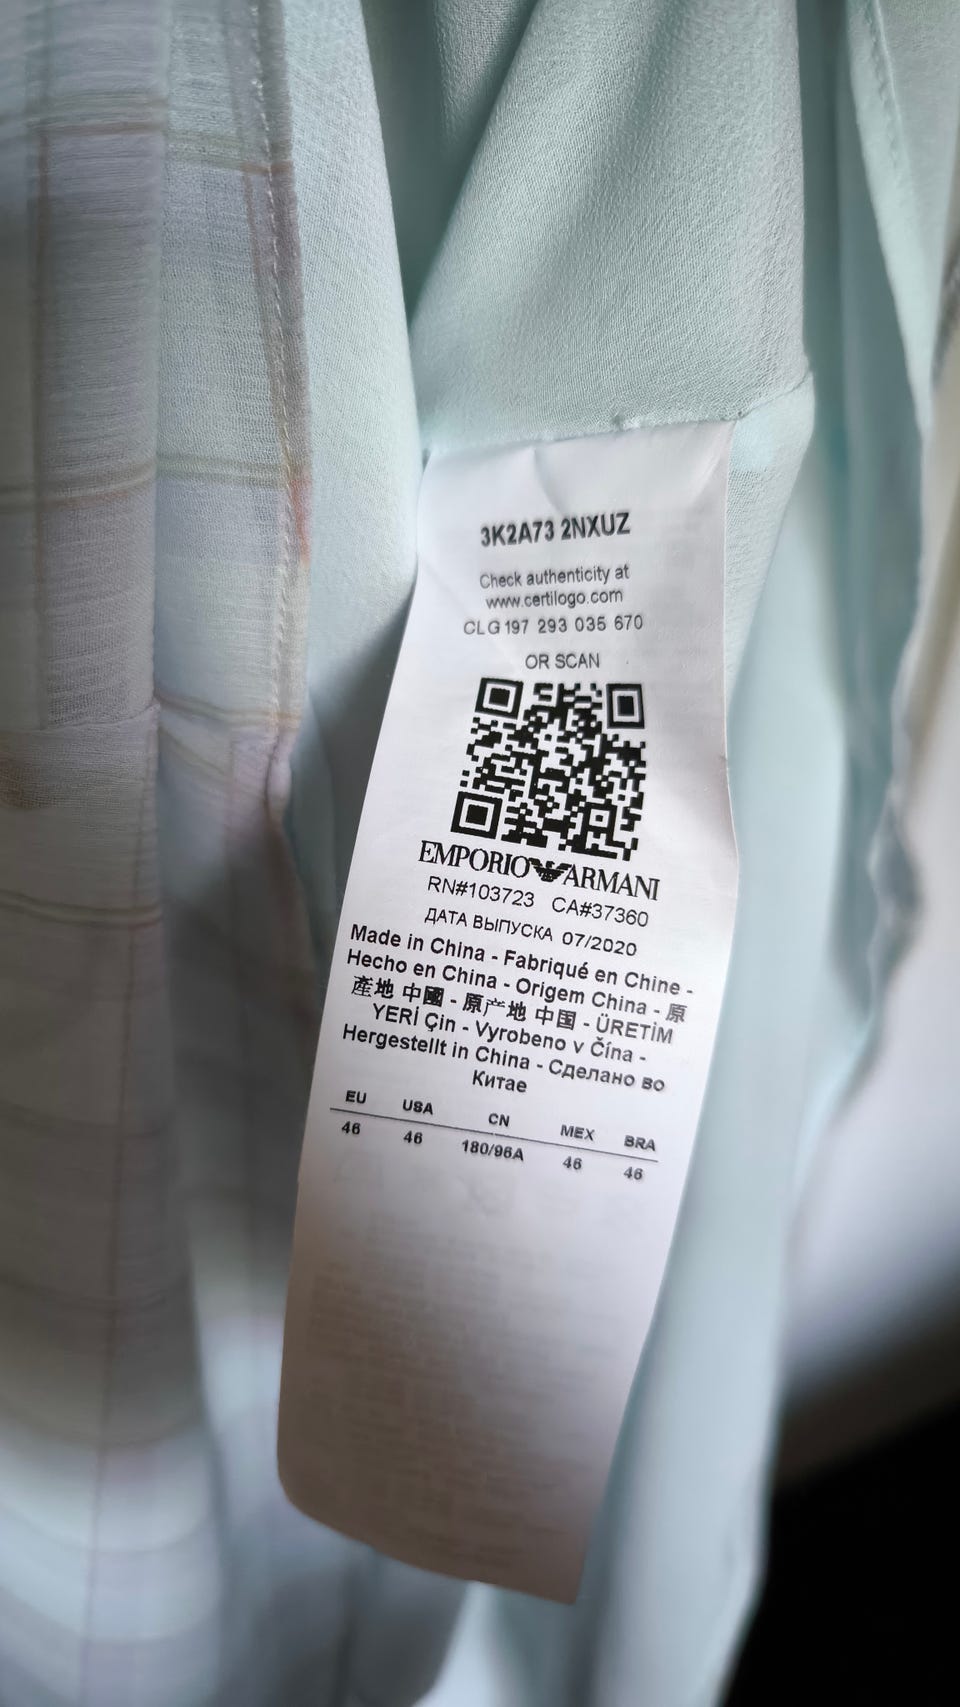 3K2A73 2NXUZ
Check authenticity at
www.certilogo.com
CLG 197 293 035 670
OR SCAN
EMPORIO ARMANI
RN#103723 CA#37360
ДАТА ВЫПУСКА 07/2020
Made in China - Fabriqué en Chine -
Hecho en China - Origem China - 原
產地 中國 - 原产地 中国 - ÜRETİM
YERİ Çin - Vyrobeno v Čína -
Hergestellt in China - Сделано во
Китае
EU USA CN MEX BRA
46 46 180/96A 46 46